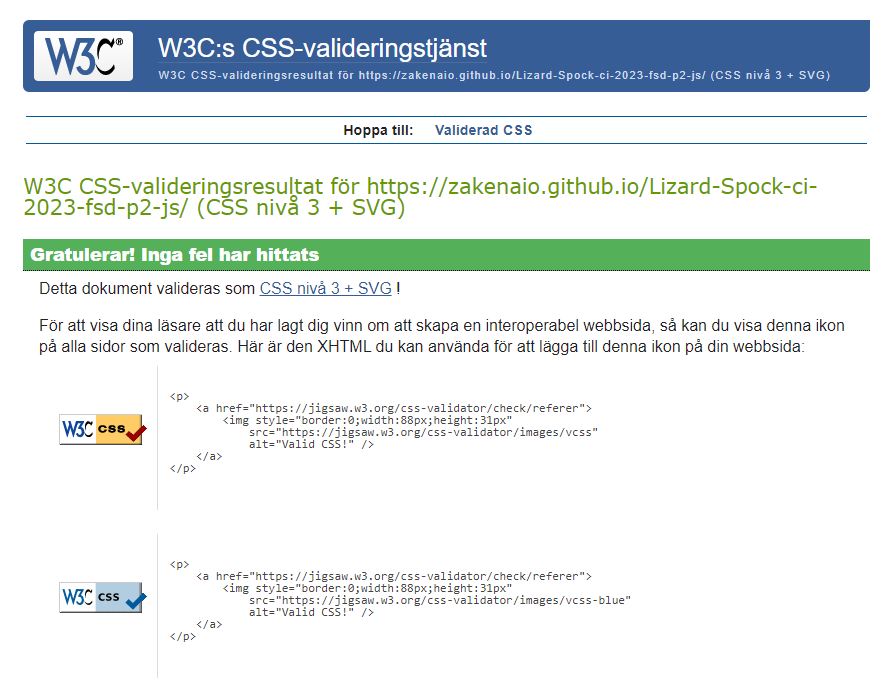 W3C® W3C:s CSS-valideringstjänst
W3C CSS-valideringsresultat för https://zakenaio.github.io/Lizard-Spock-ci-2023-fsd-p2-js/ (CSS nivå 3 + SVG)
Hoppa till: Validerad CSS
W3C CSS-valideringsresultat för https://zakenaio.github.io/Lizard-Spock-ci-
2023-fsd-p2-js/ (CSS nivå 3 + SVG)
Gratulerar! Inga fel har hittats
Detta dokument valideras som CSS nivå 3 + SVG !
För att visa dina läsare att du har lagt dig vinn om att skapa en interoperabel webbsida, så kan du visa denna ikon
på alla sidor som valideras. Här är den XHTML du kan använda för att lägga till denna ikon på din webbsida:
W3C css
<p>
<a href="https://jigsaw.w3.org/css-validator/check/referer">
<img style="border:0;width:88px;height:31px"
src="https://jigsaw.w3.org/css-validator/images/vcss"
alt="Valid CSS!" />
</a>
</p>
W3C css
<p>
<a href="https://jigsaw.w3.org/css-validator/check/referer">
<img style="border:0;width:88px;height:31px"
src="https://jigsaw.w3.org/css-validator/images/vcss-blue"
alt="Valid CSS!" />
</a>
</p>